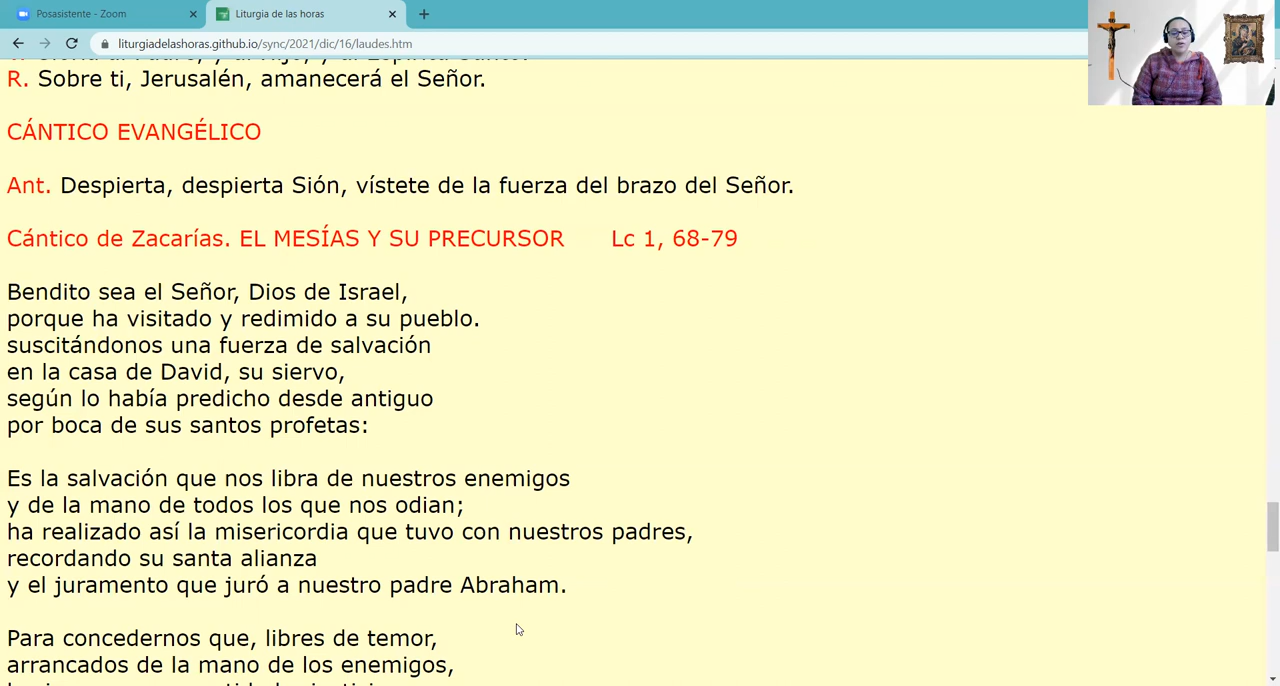 Posasistente - Zoom
Liturgia de las horas
liturgiadelashoras.github.io/sync/2021/dic/16/laudes.htm
R. Sobre ti, Jerusalén, amanecerá el Señor.
CÁNTICO EVANGÉLICO
Ant. Despierta, despierta Sión, vístete de la fuerza del brazo del Señor.
Cántico de Zacarías. EL MESÍAS Y SU PRECURSOR Lc 1, 68-79
Bendito sea el Señor, Dios de Israel,
porque ha visitado y redimido a su pueblo.
suscitándonos una fuerza de salvación
en la casa de David, su siervo,
según lo había predicho desde antiguo
por boca de sus santos profetas:
Es la salvación que nos libra de nuestros enemigos
y de la mano de todos los que nos odian;
ha realizado así la misericordia que tuvo con nuestros padres,
recordando su santa alianza
y el juramento que juró a nuestro padre Abraham.
Para concedernos que, libres de temor,
arrancados de la mano de los enemigos,